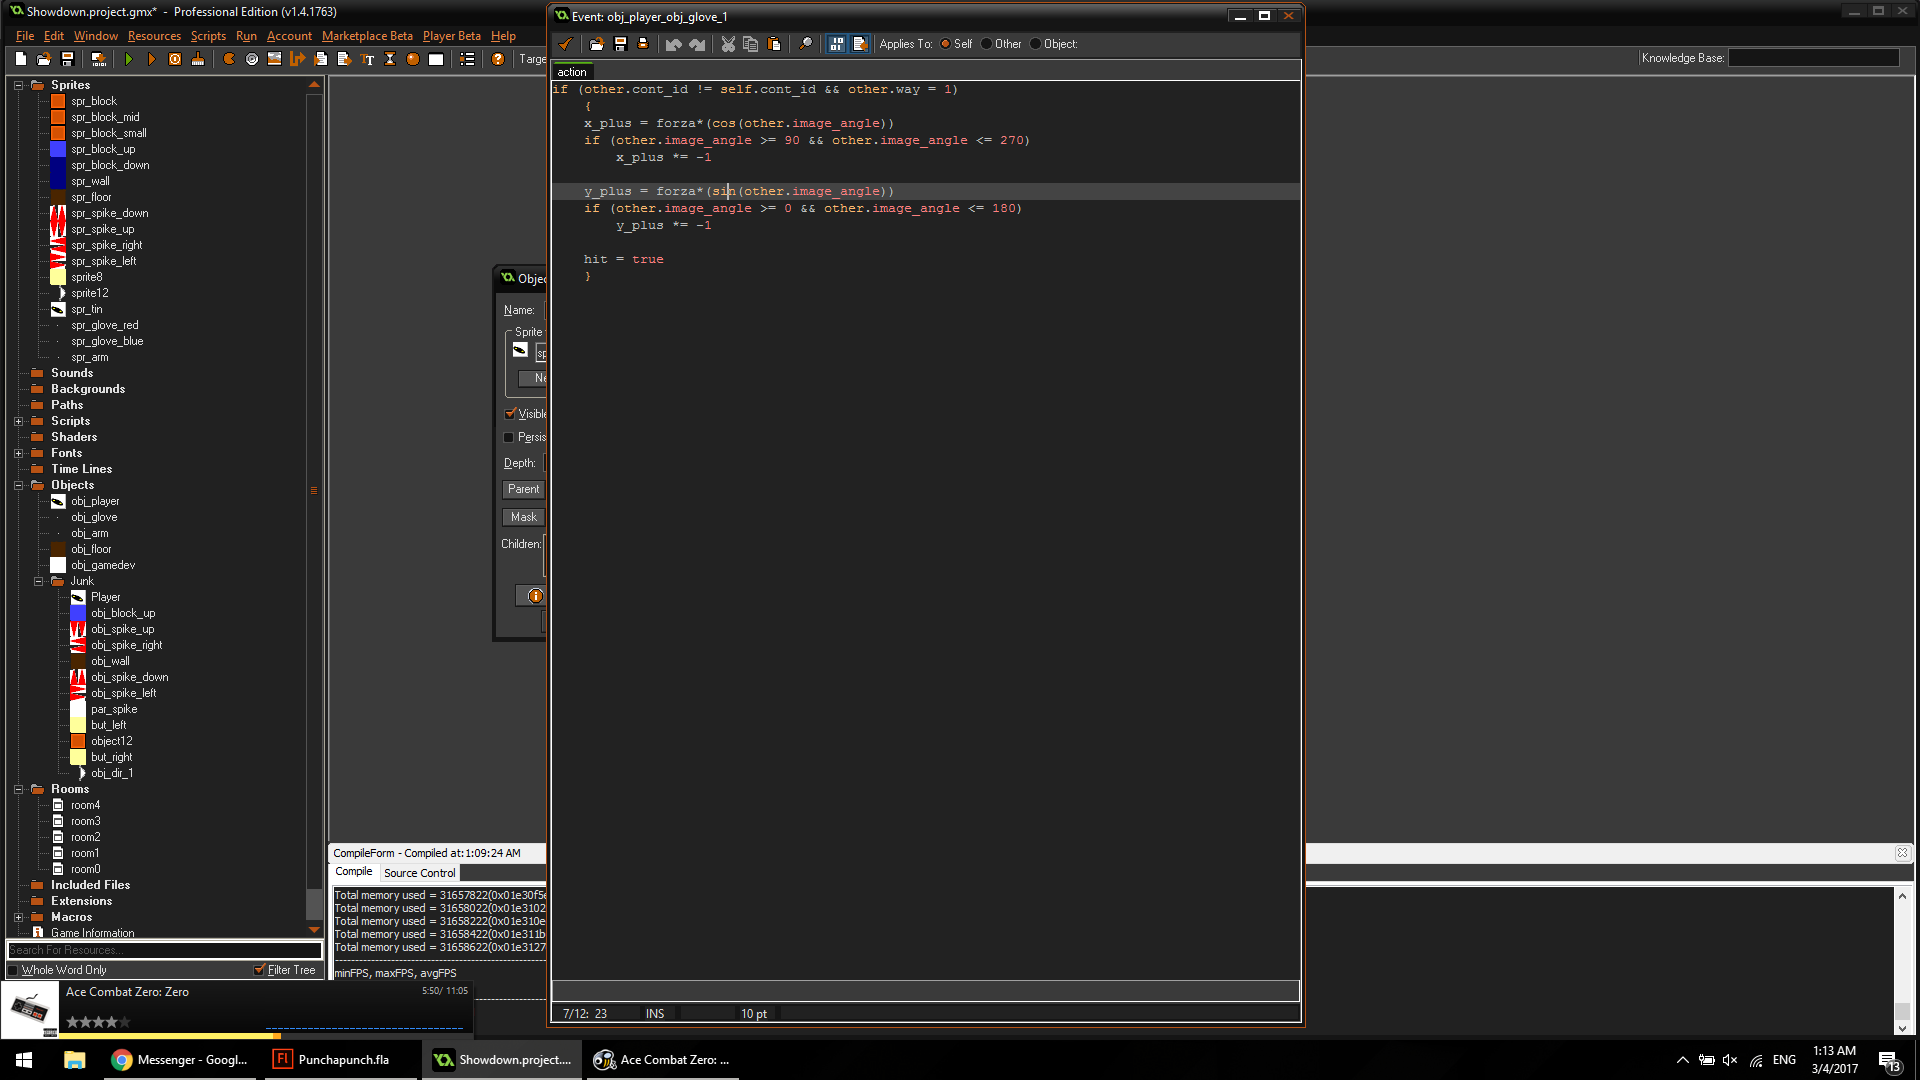 Showdown.project.gmx* - Professional Edition (v1.4.1763)
File Edit Window Resources Scripts Run Account Marketplace Beta Player Beta Help
Targe
Knowledge Base:
Sprites
spr_block
spr_block_mid
spr_block_small
spr_block_up
spr_block_down
spr_wall
spr_floor
spr_spike_down
spr_spike_up
spr_spike_right
spr_spike_left
sprite8
sprite12
spr_tin
spr_glove_red
spr_glove_blue
spr_arm
Sounds
Backgrounds
Paths
Scripts
Shaders
Fonts
Time Lines
Objects
obj_player
obj_glove
obj_arm
obj_floor
obj_gamedev
Junk
Player
obj_block_up
obj_spike_up
obj_spike_right
obj_wall
obj_spike_down
obj_spike_left
par_spike
but_left
object12
but_right
obj_dir_1
Rooms
room4
room3
room2
room1
room0
Included Files
Extensions
Macros
Game Information
Search For Resources...
Whole Word Only Filter Tree
Objec
Name:
Sprite
sp
Ne
Visible
Persis
Depth:
Parent
Mask
Children:
Event: obj_player_obj_glove_1
Applies To: Self Other Object:
action
if (other.cont_id != self.cont_id && other.way = 1)
{
x_plus = forza*(cos(other.image_angle))
if (other.image_angle >= 90 && other.image_angle <= 270)
x_plus *= -1
y_plus = forza*(sin(other.image_angle))
if (other.image_angle >= 0 && other.image_angle <= 180)
y_plus *= -1
hit = true
}
7/12: 23 INS 10 pt
CompileForm - Compiled at:1:09:24 AM
Compile Source Control
Total memory used = 31657822(0x01e30f5e
Total memory used = 31658022(0x01e3102
Total memory used = 31658222(0x01e310e
Total memory used = 31658422(0x01e311b
Total memory used = 31658622(0x01e3127
minFPS, maxFPS, avgFPS
Ace Combat Zero: Zero 5:50/ 11:05
Messenger - Googl...
Punchapunch.fla
Showdown.project....
Ace Combat Zero: ...
ENG
1:13 AM
3/4/2017
13